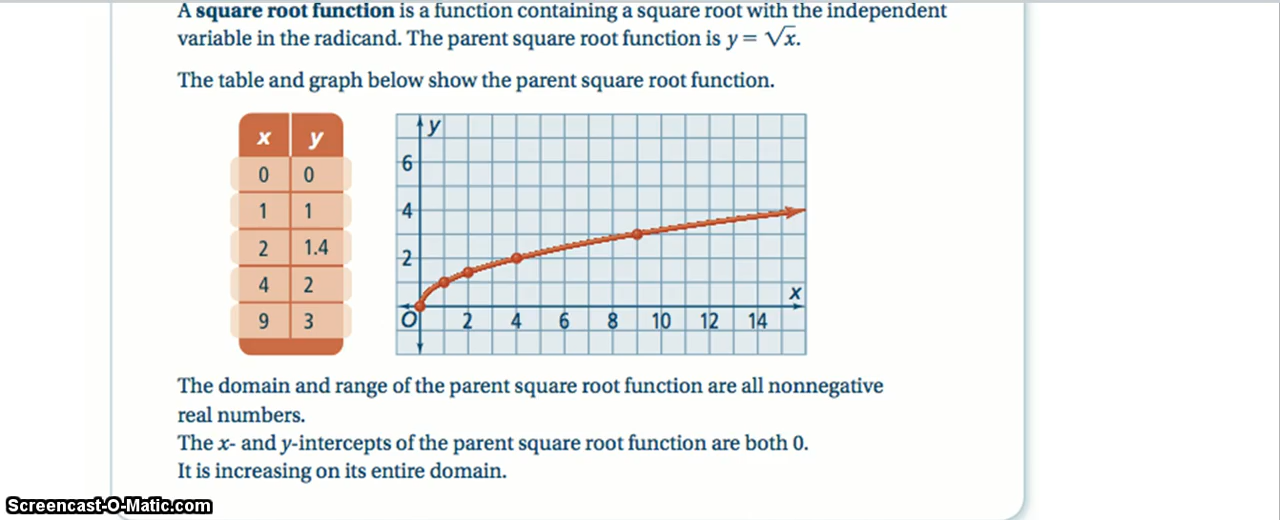 A square root function is a function containing a square root with the independent
variable in the radicand. The parent square root function is y = √x.
The table and graph below show the parent square root function.
x y
0 0
1 1
2 1.4
4 2
9 3
y
6
4
2
x
O 2 4 6 8 10 12 14
The domain and range of the parent square root function are all nonnegative
real numbers.
The x- and y-intercepts of the parent square root function are both 0.
It is increasing on its entire domain.
Screencast-O-Matic.com